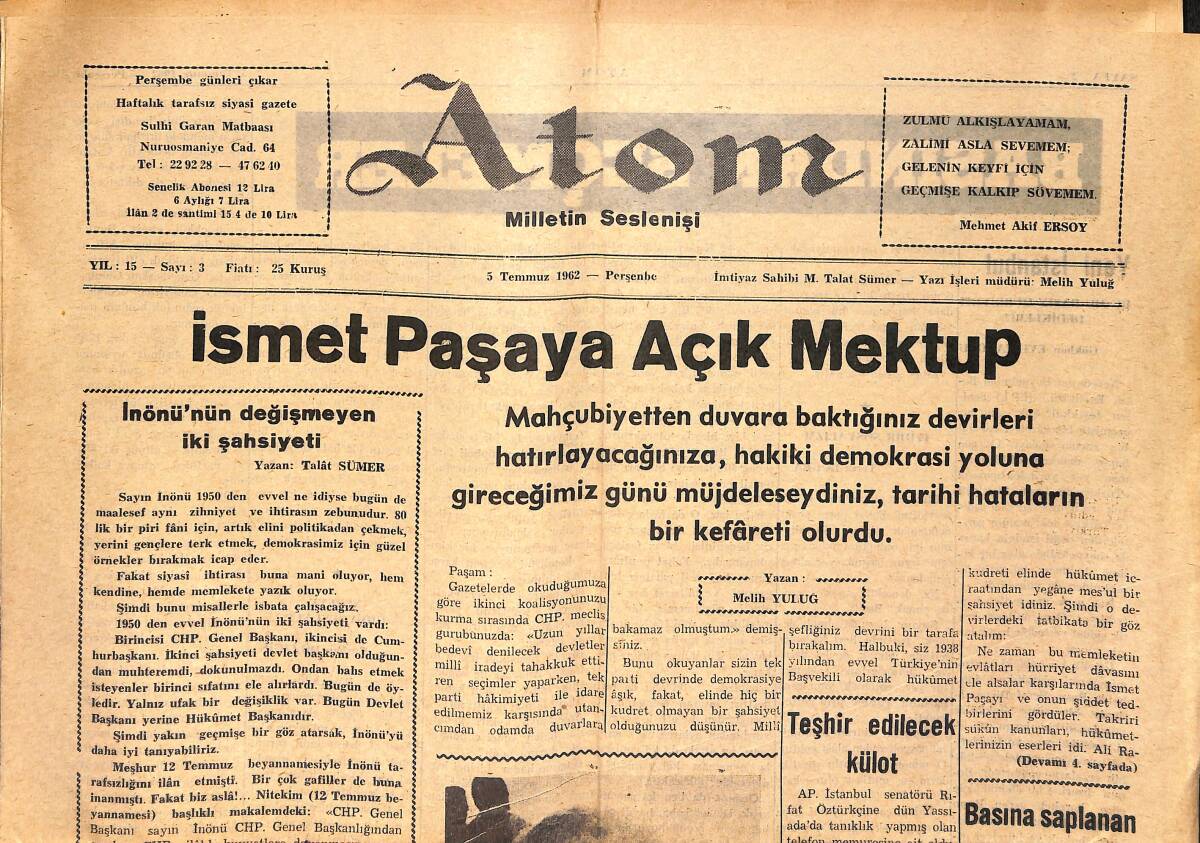 Perşembe günleri çıkar
Haftalık tarafsız siyasi gazete
Sulhi Garan Matbaası
Nuruosmaniye Cad. 64
Tel : 22 92 28 — 47 62 40
Senelik Abonesi 12 Lira
6 Aylığı 7 Lira
İlân 2 de santimi 15 4 de 10 Lira
Atom
Milletin Seslenişi
ZULMÜ ALKIŞLAYAMAM,
ZALİMİ ASLA SEVEMEM;
GELENİN KEYFİ İÇİN
GEÇMİŞE KALKIP SÖVEMEM.
Mehmet Akif ERSOY
YIL : 15 — Sayı : 3 Fiatı : 25 Kuruş
5 Temmuz 1962 — Perşenbe
İmtiyaz Sahibi M. Talat Sümer — Yazı İşleri müdürü: Melih Yuluğ
İsmet Paşaya Açık Mektup
İnönü'nün değişmeyen
iki şahsiyeti
Yazan: Talât SÜMER
Sayın İnönü 1950 den evvel ne idiyse bugün de
maalesef aynı zihniyet ve ihtirasın zebunudur. 80
lik bir piri fâni için, artık elini politikadan çekmek,
yerini gençlere terk etmek, demokrasimiz için güzel
örnekler bırakmak icap eder.
Fakat siyasî ihtirası buna mani oluyor, hem
kendine, hemde memlekete yazık oluyor.
Şimdi bunu misallerle isbata çalışacağız.
1950 den evvel İnönü'nün iki şahsiyeti vardı:
Birincisi CHP. Genel Başkanı, ikincisi de Cum-
hurbaşkanı. İkinci şahsiyeti devlet başkanı olduğun-
dan muhteremdi, dokunulmazdı. Ondan bahs etmek
isteyenler birinci sıfatını ele alırlardı. Bugün de öy-
ledir. Yalnız ufak bir değişiklik var. Bugün Devlet
Başkanı yerine Hükûmet Başkanıdır.
Şimdi yakın geçmişe bir göz atarsak, İnönü'yü
daha iyi tanıyabiliriz.
Meşhur 12 Temmuz beyannamesiyle İnönü ta-
rafsızlığını ilân etmişti. Bir çok gafiller de buna
inanmıştı. Fakat biz aslâ!... Nitekim (12 Temmuz be-
yannamesi) başlıklı makalemdeki: «CHP. Genel
Başkanı sayın İnönü CHP. Genel Başkanlığından
Mahçubiyetten duvara baktığınız devirleri
hatırlayacağınıza, hakiki demokrasi yoluna
gireceğimiz günü müjdeleseydiniz, tarihi hataların
bir kefâreti olurdu.
Paşam :
Gazetelerde okuduğumuza
göre ikinci koalisyonunuzu
kurma sırasında CHP. meclis
gurubunuzda: «Uzun yıllar
bedevî denilecek devletler
millî iradeyi tahakkuk etti-
ren seçimler yaparken, tek
parti hâkimiyeti ile idare
edilmemiz karşısında utan-
cımdan odamda duvarlara
Yazan :
Melih YULUĞ
bakamaz olmuştum.» demiş-
siniz.
Bunu okuyanlar sizin tek
parti devrinde demokrasiye
âşık, fakat, elinde hiç bir
kudret olmayan bir şahsiyet
olduğunuzu düşünür. Milî
şefliğiniz devrini bir tarafa
bırakalım. Halbuki, siz 1938
yılından evvel Türkiye'nin
Başvekili olarak hükûmet
Teşhir edilecek
külot
AP. İstanbul senatörü Rı-
fat Öztürkçine dün Yassı-
ada'da tanıklık yapmış olan
telefon memuresine ait
kudreti elinde hükûmet ic-
raatından yegâne mes'ul bir
şahsiyet idiniz. Şimdi o de-
virlerdeki tatbikata bir göz
atalım:
Ne zaman bu memleketin
evlâtları hürriyet dâvasını
ele alsalar karşılarında İsmet
Paşayı ve onun şiddet ted-
birlerini gördüler. Takriri
sükûn kanunları, hükûmet-
lerinizin eserleri idi. Ali Ra-
(Devamı 4. sayfada)
Basına saplanan